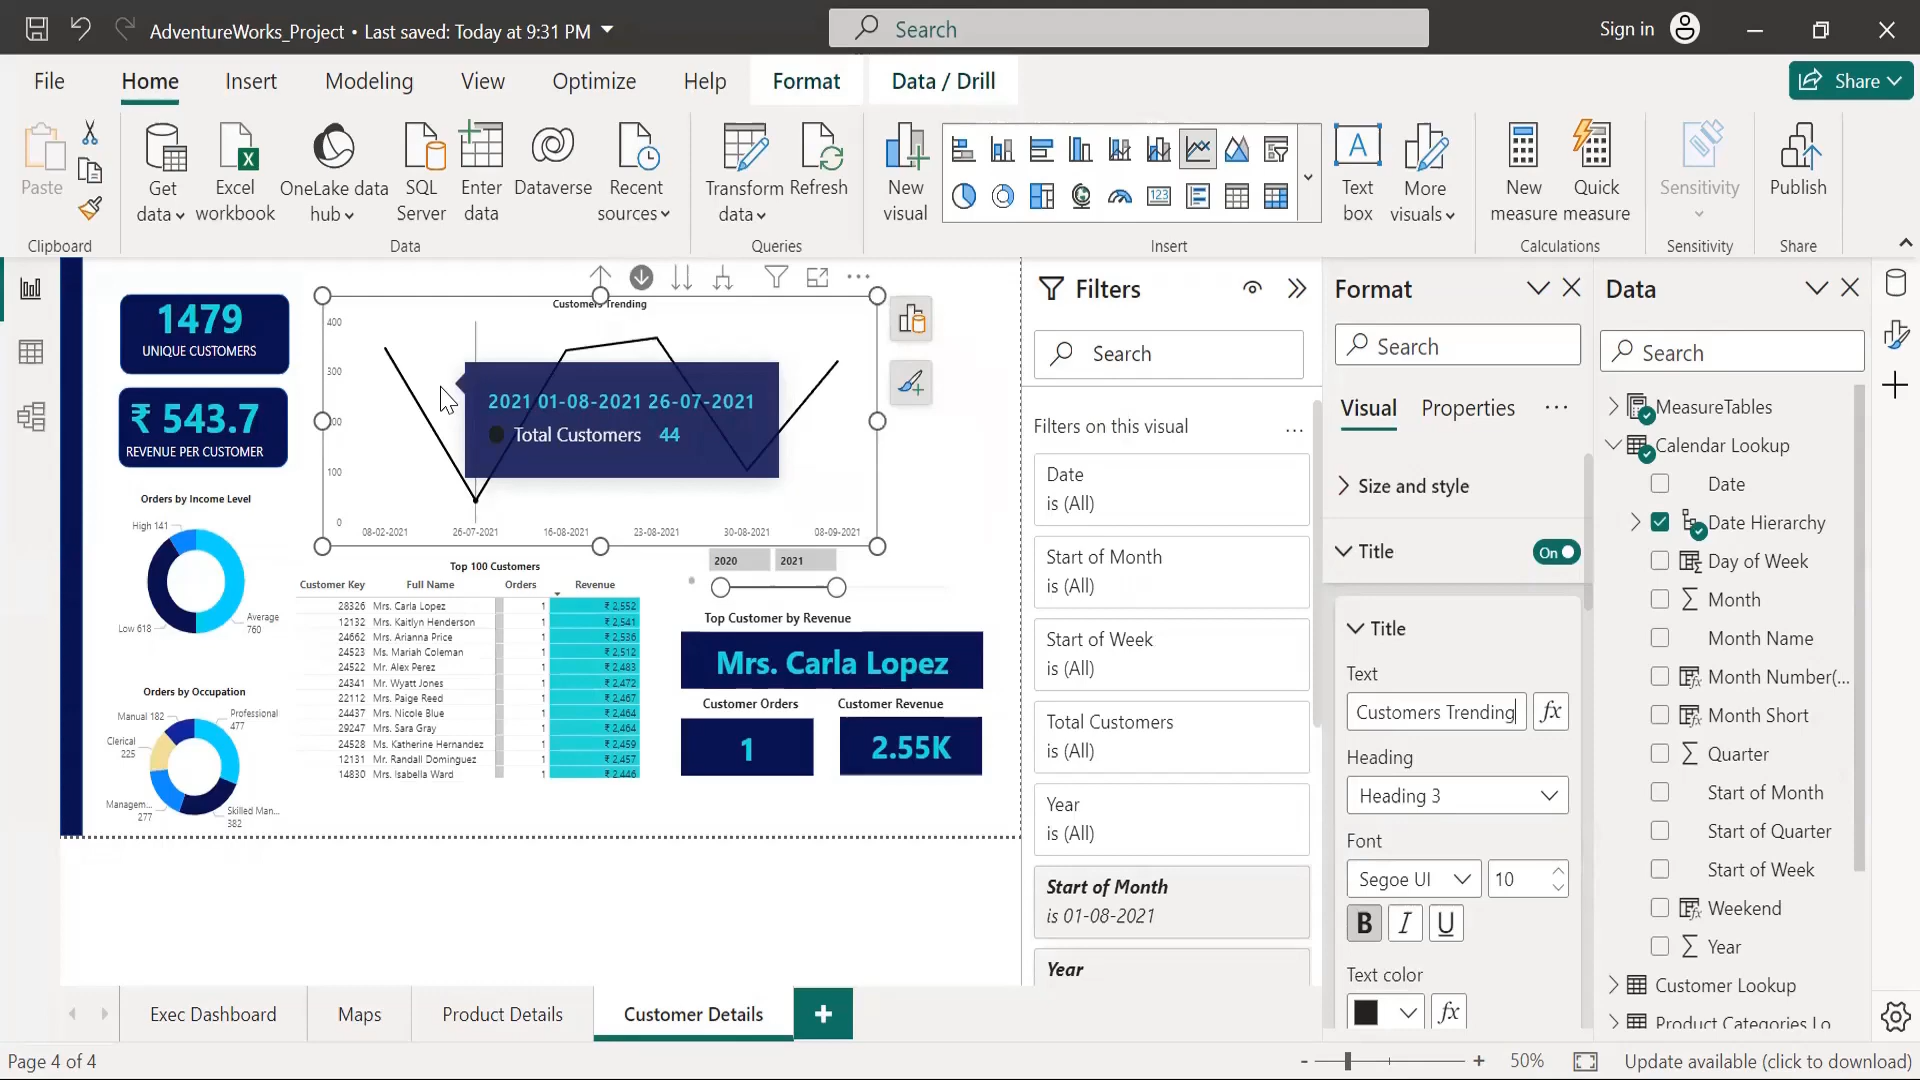 AdventureWorks_Project • Last saved: Today at 9:31 PM
Search
Sign in
File
Home
Insert
Modeling
View
Optimize
Help
Format
Data / Drill
Share
Paste
Get data
Excel workbook
OneLake data hub
SQL Server
Enter data
Dataverse
Recent sources
Transform data
Refresh
New visual
123
A
Text box
More visuals
New measure
Quick measure
Sensitivity
Publish
Clipboard
Data
Queries
Insert
Calculations
Sensitivity
Share
1479
UNIQUE CUSTOMERS
₹ 543.7
REVENUE PER CUSTOMER
Orders by Income Level
High 141
Low 618
Average
760
Orders by Occupation
Manual 182
Professional
477
Clerical
225
Managem...
277
Skilled Man...
382
Customers Trending
400
300
100
0
2021 01-08-2021 26-07-2021
Total Customers 44
08-02-2021 26-07-2021 16-08-2021 23-08-2021 30-08-2021 08-09-2021
Top 100 Customers
Customer Key Full Name Orders Revenue
28326 Mrs. Carla Lopez 1 ₹ 2,552
12132 Mrs. Kaitlyn Henderson 1 ₹ 2,541
24662 Mrs. Arianna Price 1 ₹ 2,536
24523 Ms. Mariah Coleman 1 ₹ 2,512
24522 Mr. Alex Perez 1 ₹ 2,483
24341 Mr. Wyatt Jones 1 ₹ 2,472
22112 Mrs. Paige Reed 1 ₹ 2,467
24437 Mrs. Nicole Blue 1 ₹ 2,464
29247 Mrs. Sara Gray 1 ₹ 2,464
24528 Ms. Katherine Hernandez 1 ₹ 2,459
12131 Mr. Randall Dominguez 1 ₹ 2,457
14830 Mrs. Isabella Ward 1 ₹ 2,446
2020 2021
Top Customer by Revenue
Mrs. Carla Lopez
Customer Orders Customer Revenue
1 2.55K
Filters
Search
Filters on this visual
Date
is (All)
Start of Month
is (All)
Start of Week
is (All)
Total Customers
is (All)
Year
is (All)
Start of Month
is 01-08-2021
Year
Format
Search
Visual
Properties
Size and style
Title
On
Title
Text
Customers Trending
fx
Heading
Heading 3
Font
Segoe UI
10
B
I
U
Text color
fx
Data
Search
MeasureTables
Calendar Lookup
Date
Date Hierarchy
Day of Week
Month
Month Name
Month Number(...
Month Short
Quarter
Start of Month
Start of Quarter
Start of Week
Weekend
Year
Customer Lookup
Product Categories Lo
Exec Dashboard
Maps
Product Details
Customer Details
Page 4 of 4
50%
Update available (click to download)